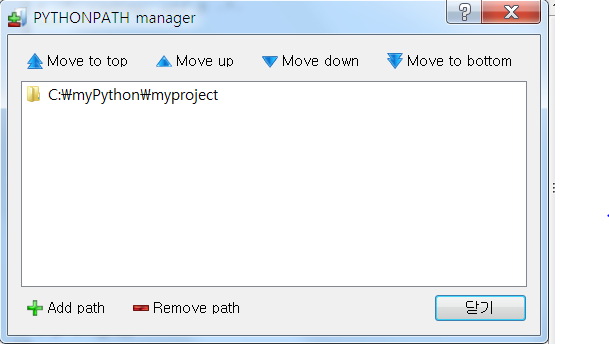 PYTHONPATH manager
Move to top Move up Move down Move to bottom
C:₩myPython₩myproject
Add path Remove path 닫기